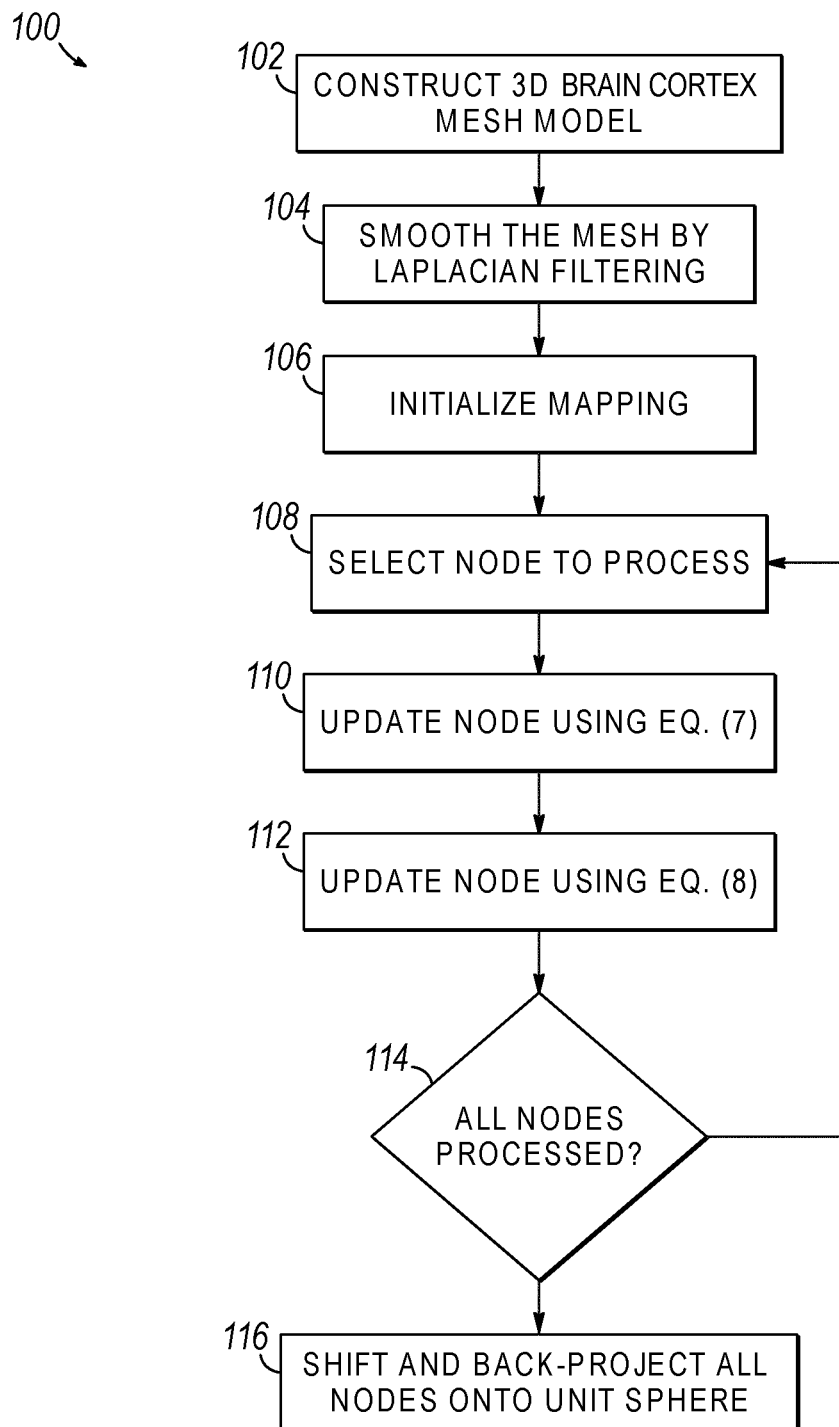 100
102
CONSTRUCT 3D BRAIN CORTEX
MESH MODEL
104
SMOOTH THE MESH BY
LAPLACIAN FILTERING
106
INITIALIZE MAPPING
108
SELECT NODE TO PROCESS
110
UPDATE NODE USING EQ. (7)
112
UPDATE NODE USING EQ. (8)
114
ALL NODES
PROCESSED?
116
SHIFT AND BACK-PROJECT ALL
NODES ONTO UNIT SPHERE